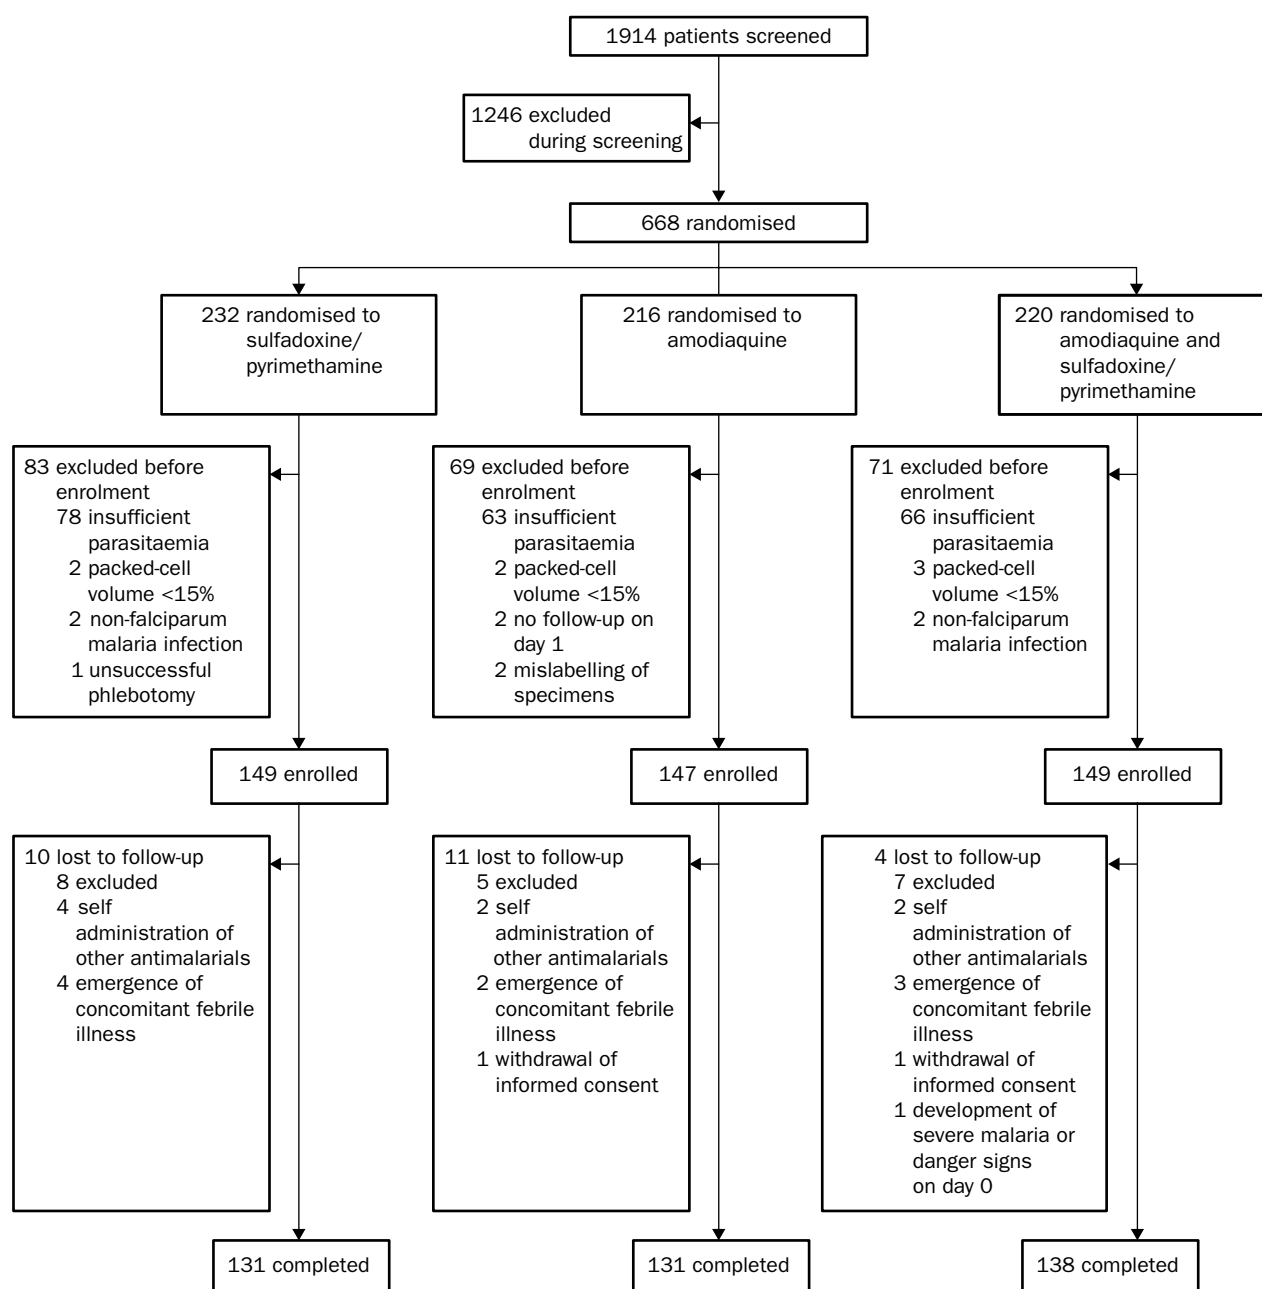 1914 patients screened
1246 excluded
during screening
668 randomised
232 randomised to
sulfadoxine/
pyrimethamine
216 randomised to
amodiaquine
220 randomised to
amodiaquine and
sulfadoxine/
pyrimethamine
83 excluded before
enrolment
78 insufficient
parasitaemia
2 packed-cell
volume <15%
2 non-falciparum
malaria infection
1 unsuccessful
phlebotomy
69 excluded before
enrolment
63 insufficient
parasitaemia
2 packed-cell
volume <15%
2 no follow-up on
day 1
2 mislabelling of
specimens
71 excluded before
enrolment
66 insufficient
parasitaemia
3 packed-cell
volume <15%
2 non-falciparum
malaria infection
149 enrolled
147 enrolled
149 enrolled
10 lost to follow-up
8 excluded
4 self
administration of
other antimalarials
4 emergence of
concomitant febrile
illness
11 lost to follow-up
5 excluded
2 self
administration of
other antimalarials
2 emergence of
concomitant febrile
illness
1 withdrawal of
informed consent
4 lost to follow-up
7 excluded
2 self
administration of
other antimalarials
3 emergence of
concomitant febrile
illness
1 withdrawal of
informed consent
1 development of
severe malaria or
danger signs
on day 0
131 completed
131 completed
138 completed